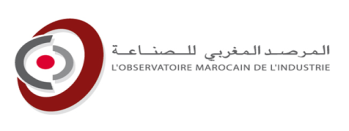 المرصد المغربي للصناعة
L'OBSERVATOIRE MAROCAIN DE L'INDUSTRIE